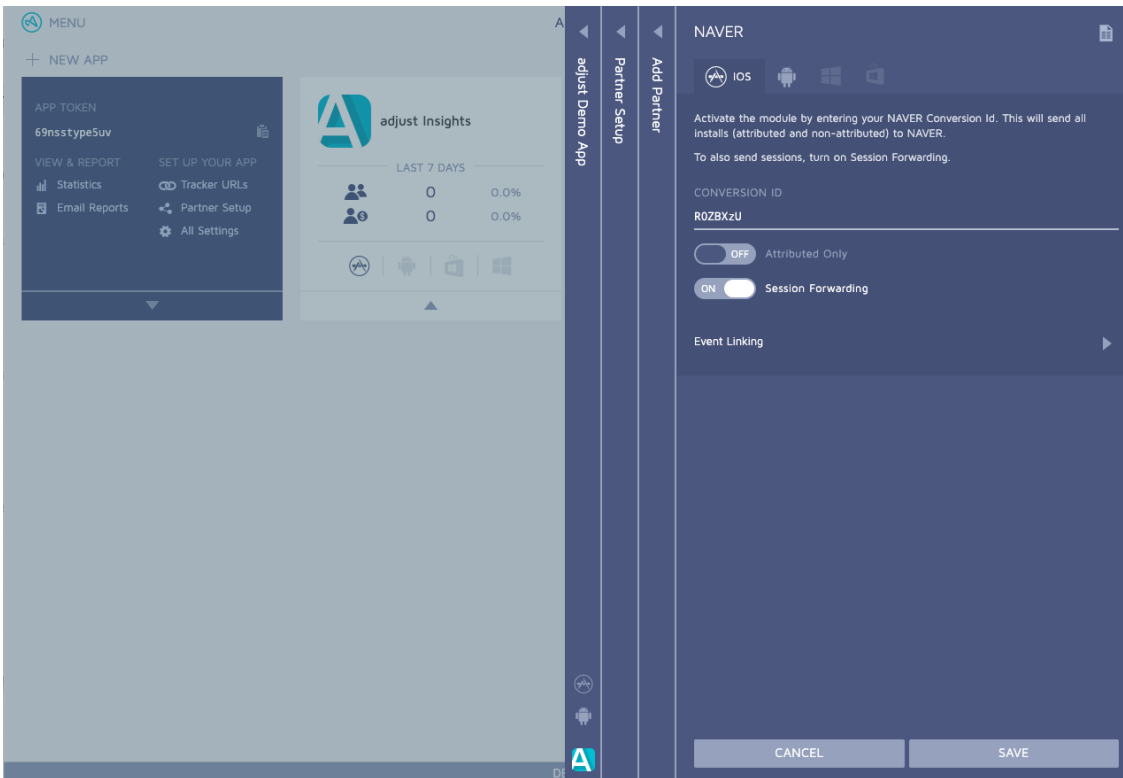 MENU
A
NEW APP
APP TOKEN
69nsstype5uv
VIEW & REPORT
SET UP YOUR APP
Statistics
Tracker URLs
Email Reports
Partner Setup
All Settings
adjust Insights
LAST 7 DAYS
0 0.0%
0 0.0%
DE
adjust Demo App
Partner Setup
Add Partner
NAVER
IOS
Activate the module by entering your NAVER Conversion Id. This will send all
installs (attributed and non-attributed) to NAVER.
To also send sessions, turn on Session Forwarding.
CONVERSION ID
R0ZBXzU
OFF Attributed Only
ON Session Forwarding
Event Linking
CANCEL
SAVE